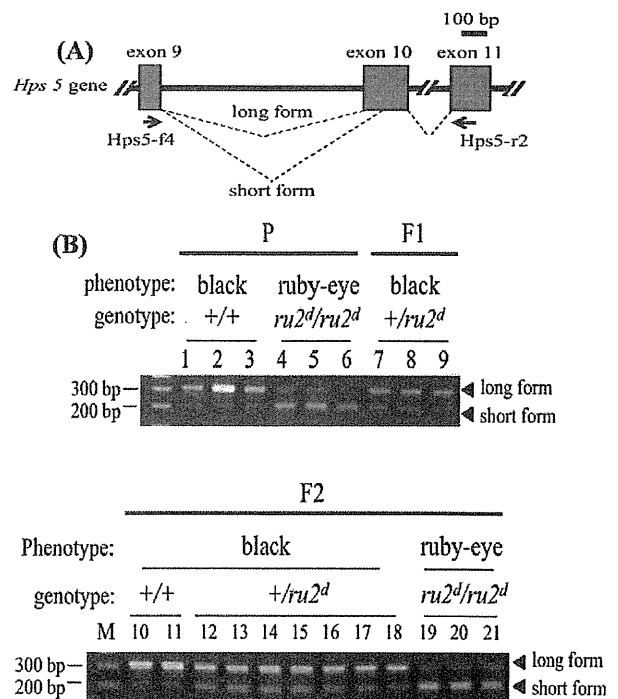 (A)
100 bp
exon 9 exon 10 exon 11
Hps 5 gene
long form
Hps5-f4 Hps5-r2
short form
(B)
P F1
phenotype: black ruby-eye black
genotype: +/+ ru2ᵈ/ru2ᵈ +/ru2ᵈ
1 2 3 4 5 6 7 8 9
300 bp long form
200 bp short form
F2
Phenotype: black ruby-eye
genotype: +/+ +/ru2ᵈ ru2ᵈ/ru2ᵈ
M 10 11 12 13 14 15 16 17 18 19 20 21
300 bp long form
200 bp short form